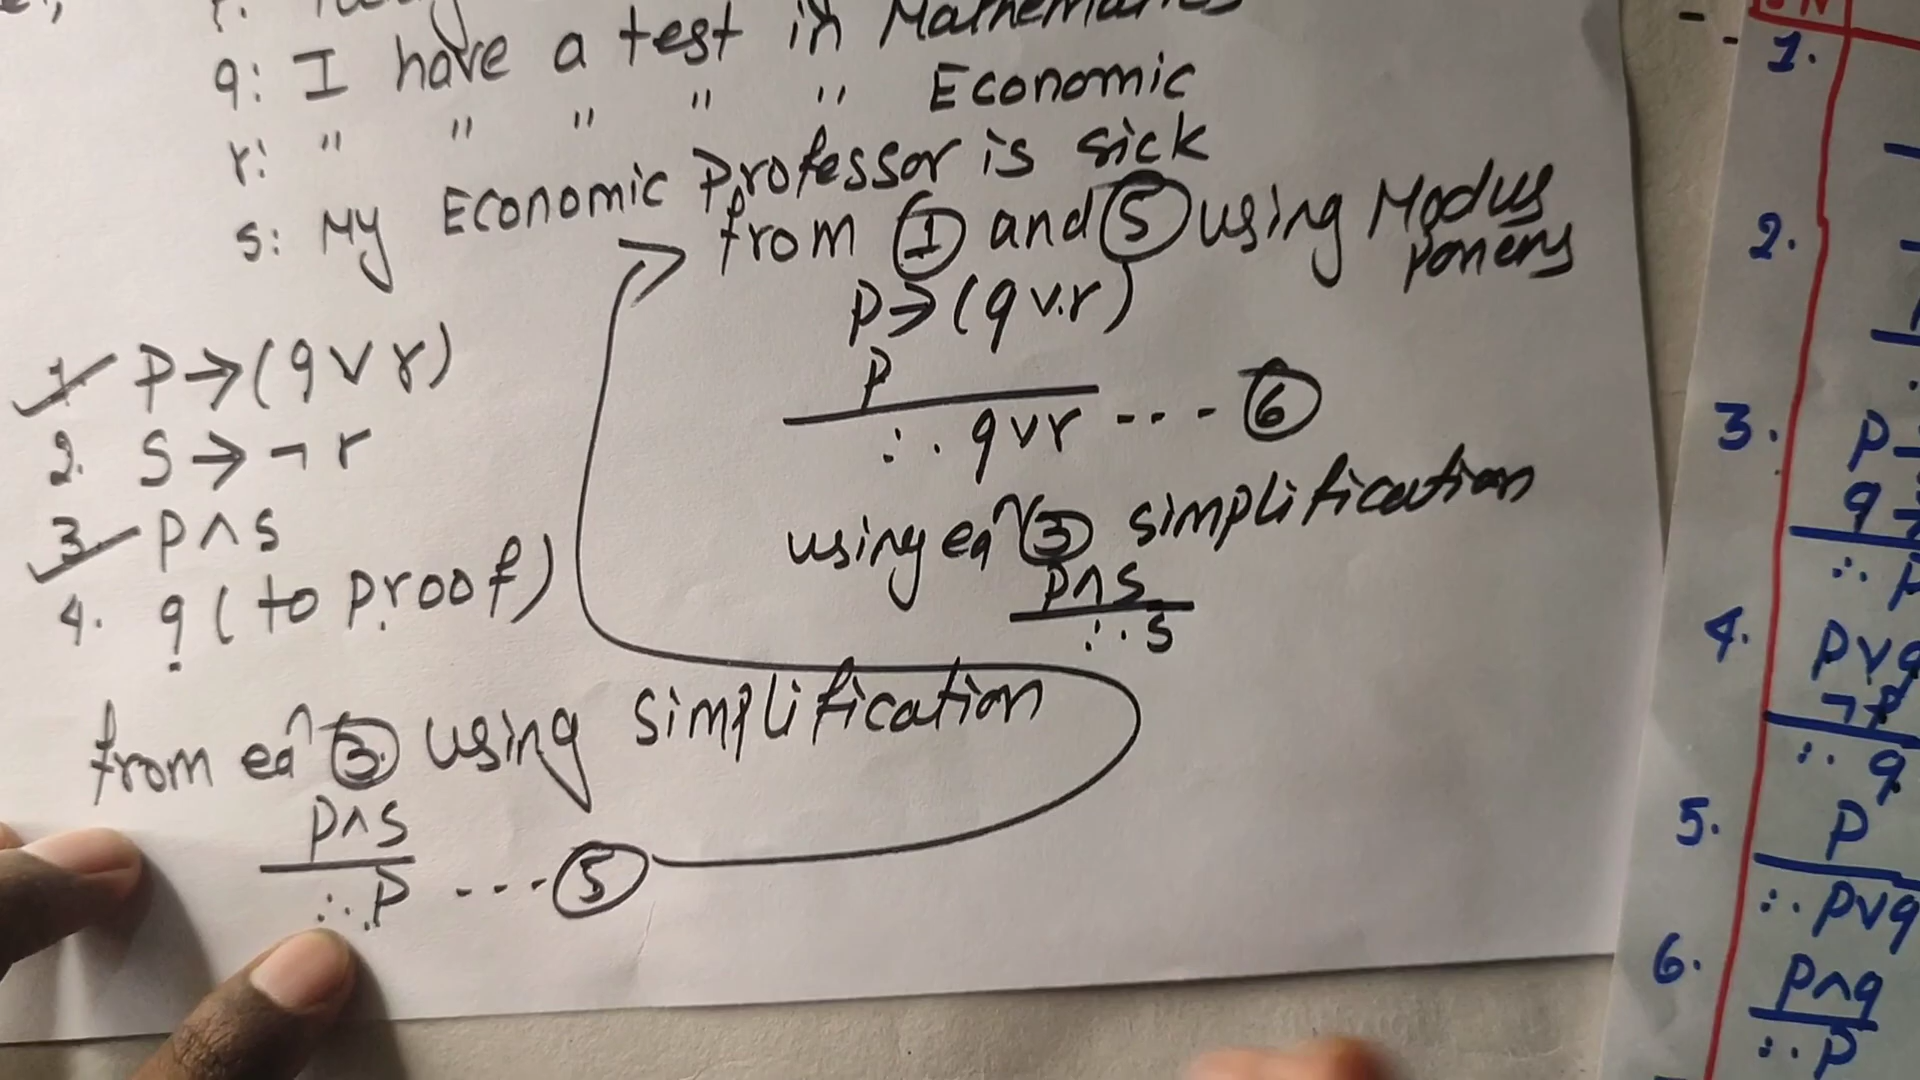 q: I have a test in Mathematics
r: " " " " " Economic
s: My Economic Professor is sick
1. P→(q∨r)
2. S→¬r
3. P∧S
4. q (to proof)
from eqn ③ using simplification
P∧S
∴ P ---⑤
from ① and ⑤ using Modus
ponens
P→(q∨r)
P
∴ q∨r --- ⑥
using eqn ③ simplification
P∧S
∴ s
1.
2.
3. P
q
∴ P
4. P∨q
¬P
∴ q
5. P
∴ P∨q
6. P∧q
∴ P